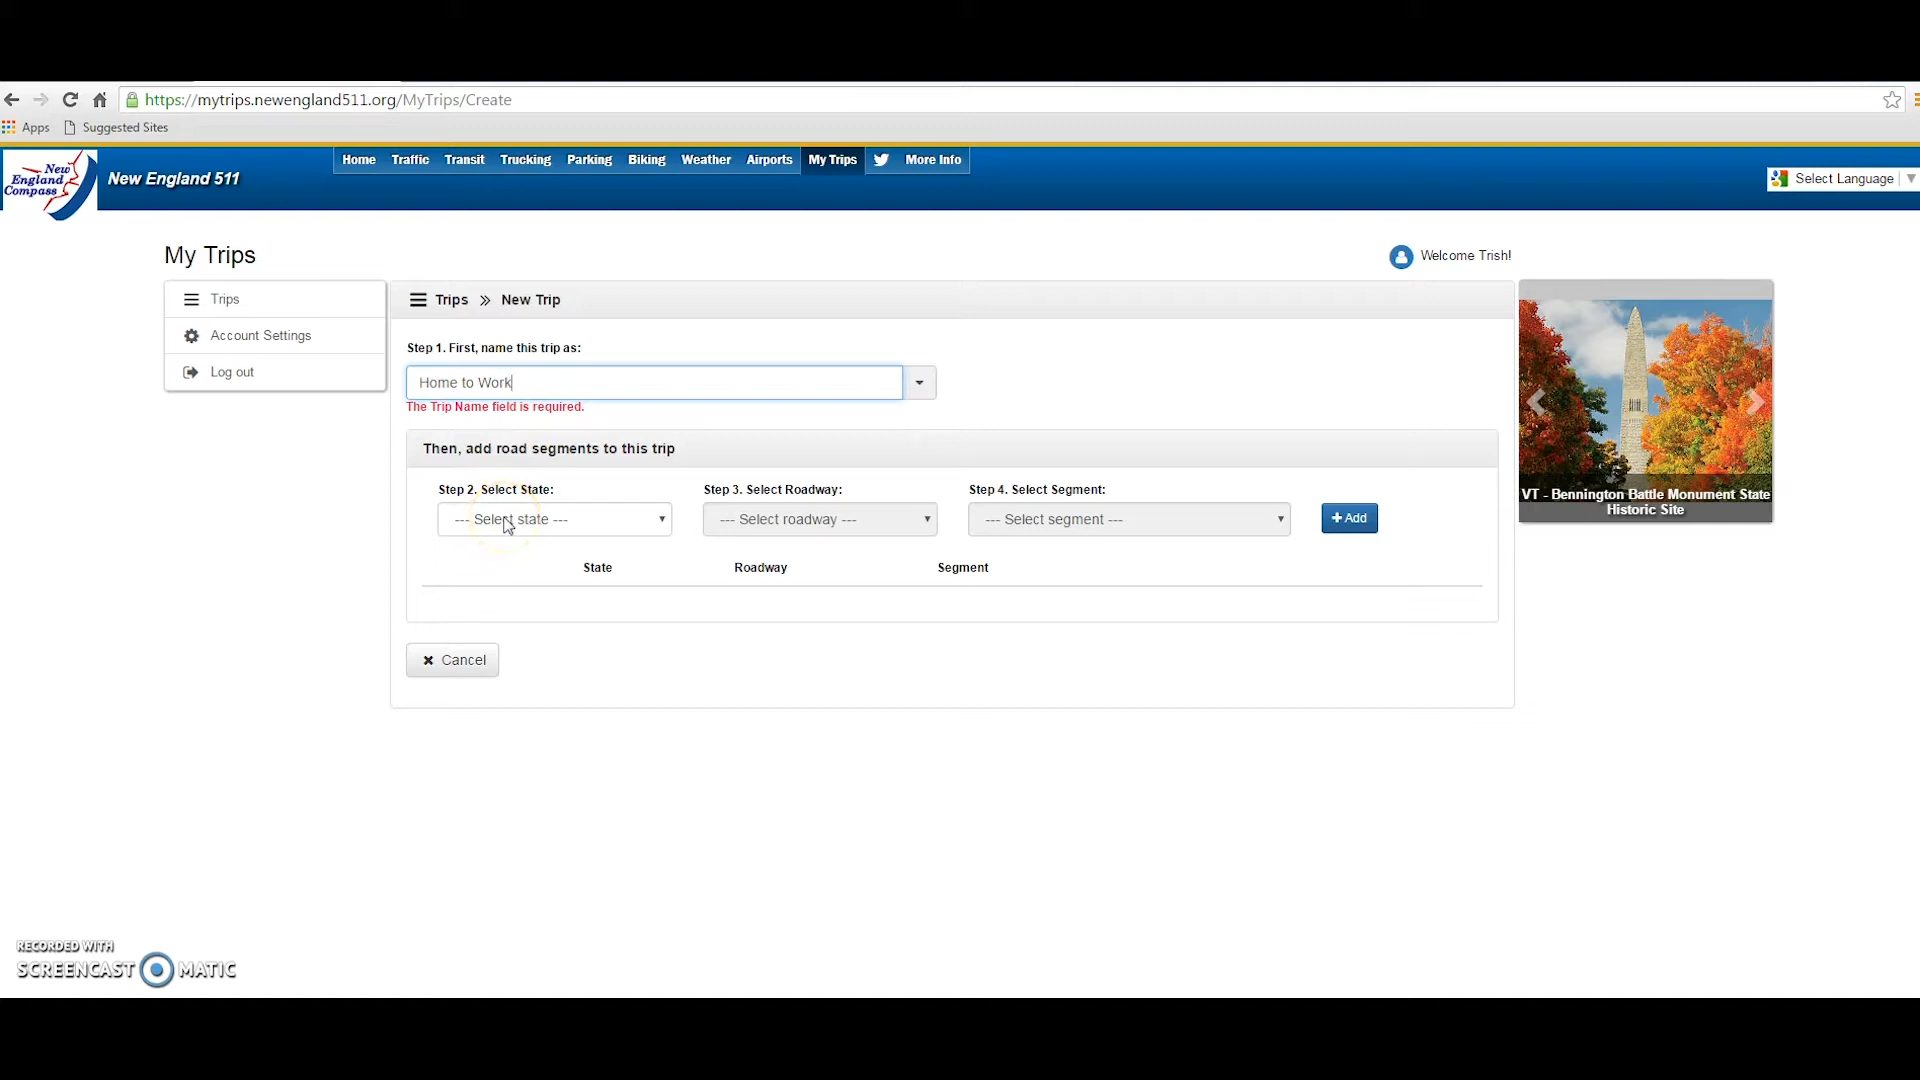 https://mytrips.newengland511.org/MyTrips/Create
Apps Suggested Sites
New England Compass
New England 511
Home Traffic Transit Trucking Parking Biking Weather Airports My Trips More Info
Select Language
My Trips
Welcome Trish!
Trips
Account Settings
Log out
Trips » New Trip
Step 1. First, name this trip as:
Home to Work
The Trip Name field is required.
Then, add road segments to this trip
Step 2. Select State: Step 3. Select Roadway: Step 4. Select Segment:
--- Select state --- --- Select roadway --- --- Select segment --- + Add
State Roadway Segment
Cancel
VT - Bennington Battle Monument State
Historic Site
RECORDED WITH
SCREENCAST MATIC